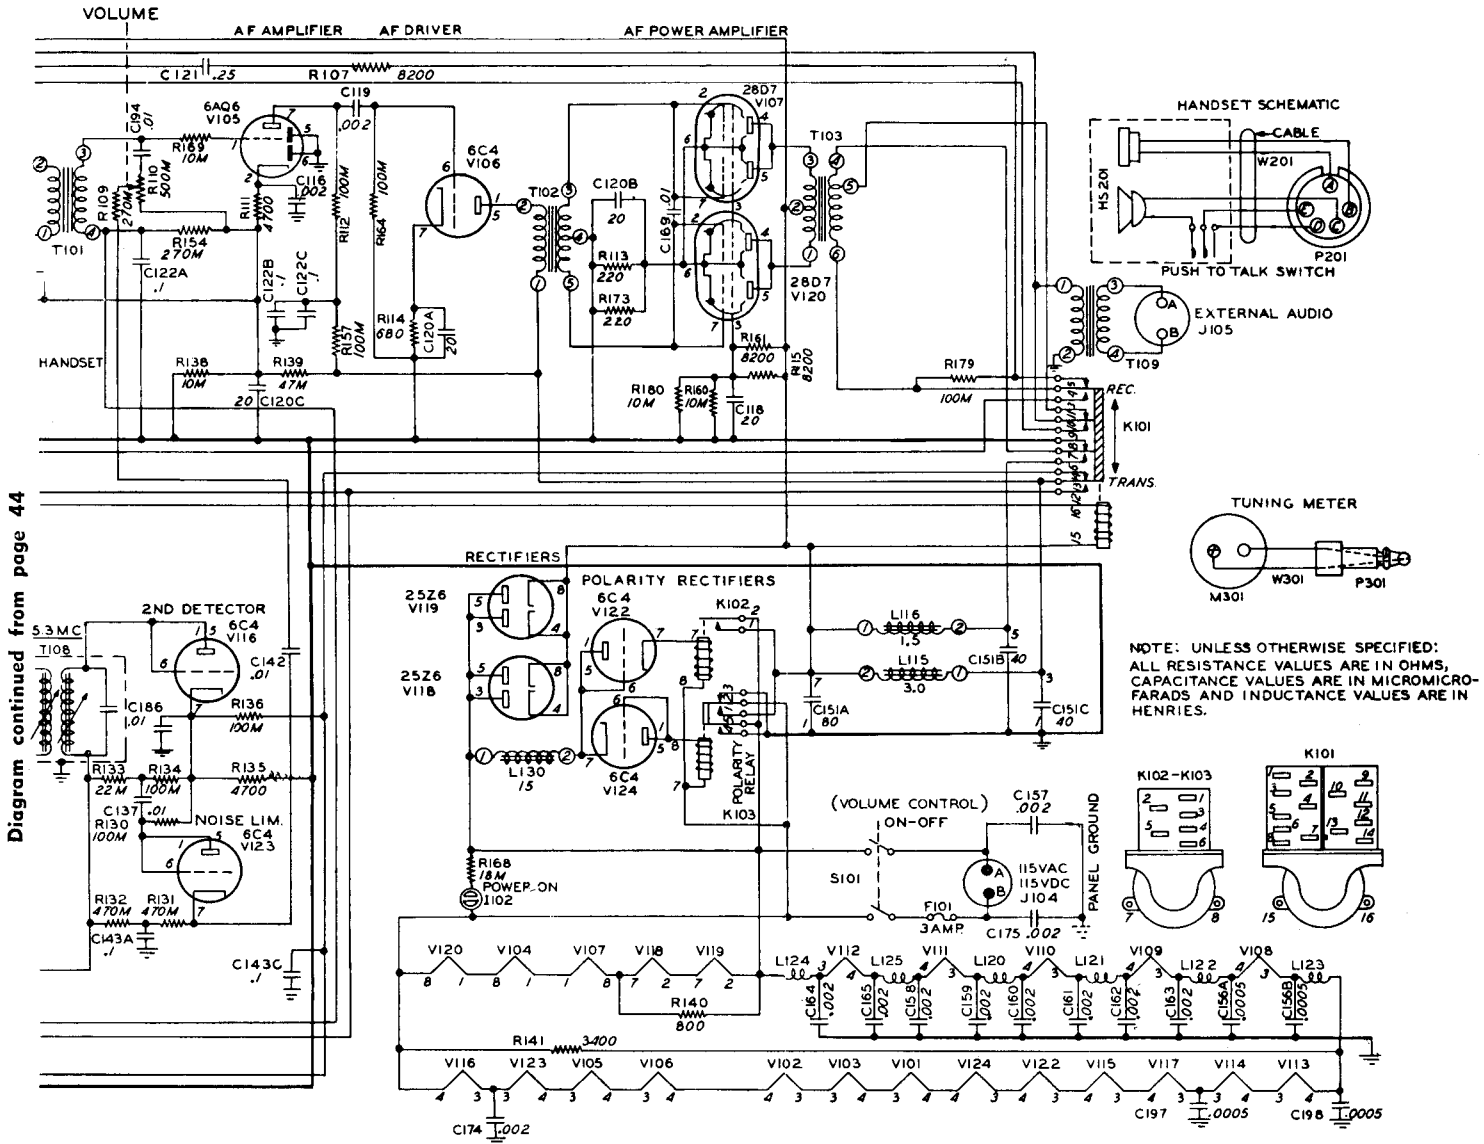 VOLUME
AF AMPLIFIER
AF DRIVER
AF POWER AMPLIFIER
C121 .25
R107 8200
C119
.002
C194
.01
6AQ6
V105
R169
10M
R110
500M
R109
270M
R154
270M
T101
C122A
.1
R111
4700
C116
.002
R112
100M
R164
100M
C122B
.1
C122C
.1
R157
100M
6C4
V106
R114
680
C120A
20
T102
C120B
20
R113
220
R173
220
C169
.01
28D7
V107
28D7
V120
T103
R161
8200
R115
8200
R180
10M
R160
10M
C118
20
HANDSET
R138
10M
R139
47M
20 C120C
HANDSET SCHEMATIC
CABLE
W201
HS201
P201
PUSH TO TALK SWITCH
EXTERNAL AUDIO
J105
T109
R179
100M
REC.
K101
TRANS.
TUNING METER
M301
W301
P301
Diagram continued from page 44
RECTIFIERS
25Z6
V119
25Z6
V118
POLARITY RECTIFIERS
6C4
V122
6C4
V124
K102
POLARITY
RELAY
K103
L130
15
L116
1.5
L115
3.0
C151B
40
C151A
80
C151C
40
NOTE: UNLESS OTHERWISE SPECIFIED:
ALL RESISTANCE VALUES ARE IN OHMS,
CAPACITANCE VALUES ARE IN MICROMICRO-
FARADS AND INDUCTANCE VALUES ARE IN
HENRIES.
2ND DETECTOR
6C4
V116
5.3MC
T108
C186
.01
C142
.01
R136
100M
R133
22M
R134
100M
R135
4700
C137 .01
R130
100M
NOISE LIM.
6C4
V123
R132
470M
R131
470M
C143A
.1
C143C
.1
R168
18M
POWER-ON
I102
(VOLUME CONTROL)
ON-OFF
S101
F101
3AMP.
C157
.002
115VAC
115VDC
J104
C175 .002
PANEL GROUND
K102-K103
K101
V120 V104 V107 V118 V119 L124 V112 L125 V111 L120 V110 L121 V109 L122 V108 L123
R140
800
C164 .002
C165 .002
C158 .002
C159 .002
C160 .002
C161 .002
C162 .002
C163 .002
C156A .0005
C156B .0005
R141 3400
V116 V123 V105 V106 V102 V103 V101 V124 V122 V115 V117 V114 V113
C174 .002
C197 .0005
C198 .0005